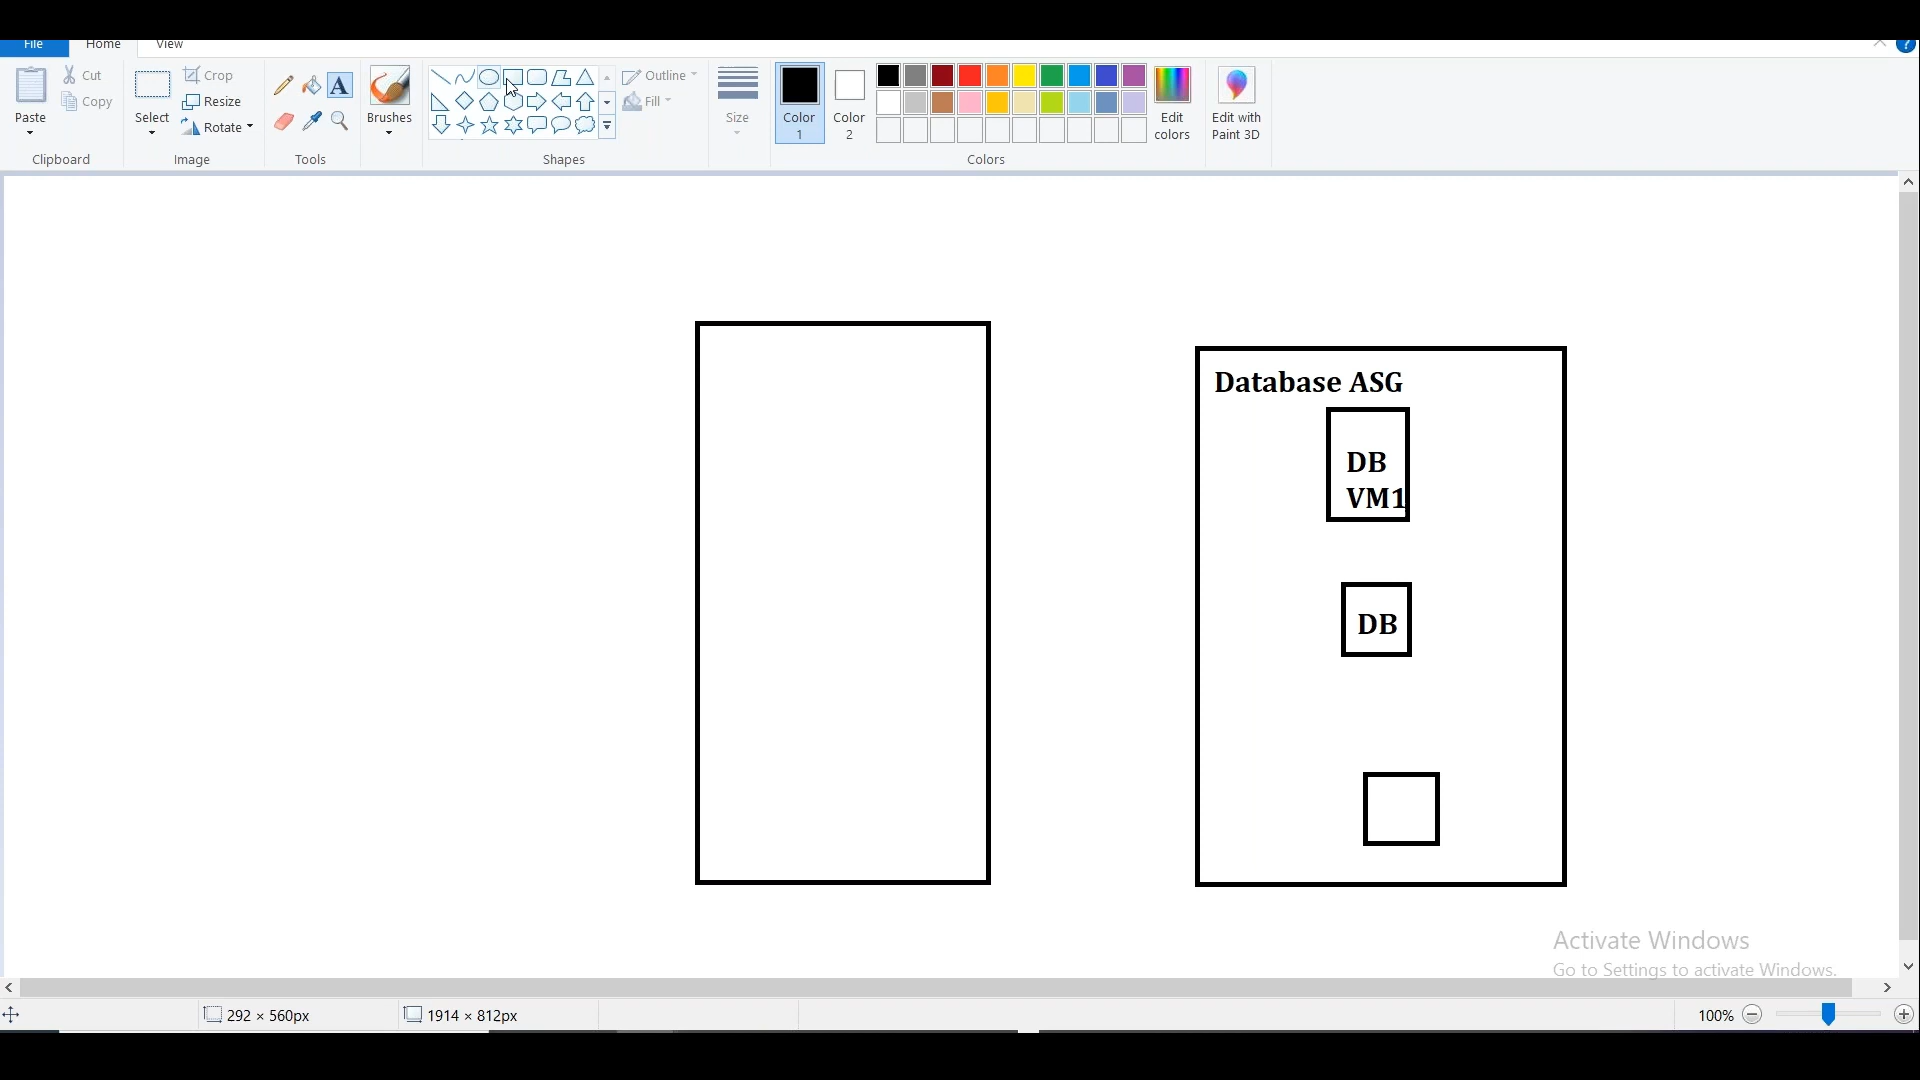 File
Home
View
?
Paste
Cut
Copy
Clipboard
Select
Crop
Resize
Rotate
Image
A
Tools
Brushes
Outline
Fill
Shapes
Size
Color
1
Color
2
Edit
colors
Colors
Edit with
Paint 3D
Database ASG
DB
VM1
DB
Activate Windows
Go to Settings to activate Windows.
292 × 560px
1914 × 812px
100%